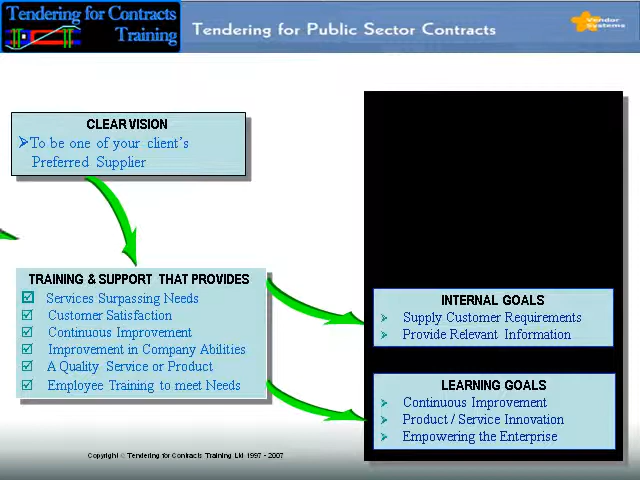 Tendering for Contracts
Training
Tendering for Public Sector Contracts
Vendor
Systems
CLEAR VISION
To be one of your client's
Preferred Supplier
TRAINING & SUPPORT THAT PROVIDES
Services Surpassing Needs
Customer Satisfaction
Continuous Improvement
Improvement in Company Abilities
A Quality Service or Product
Employee Training to meet Needs
INTERNAL GOALS
Supply Customer Requirements
Provide Relevant Information
LEARNING GOALS
Continuous Improvement
Product / Service Innovation
Empowering the Enterprise
Copyright © Tendering for Contracts Training Ltd 1997 - 2007